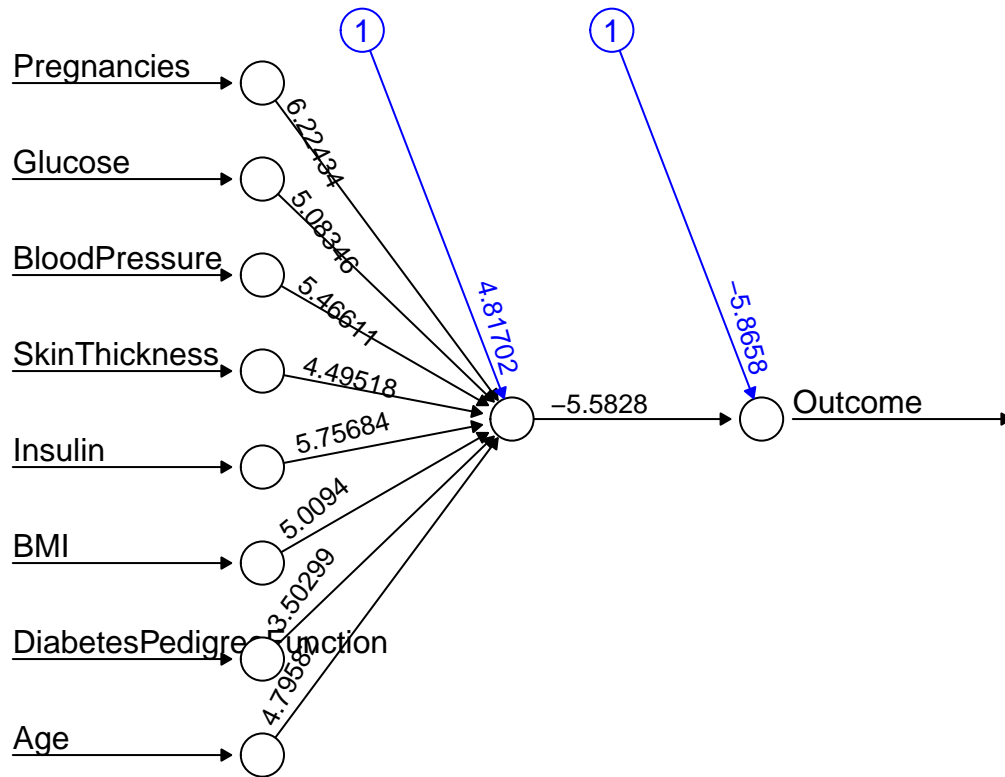 1
1
Pregnancies
6.22434
Glucose
5.08346
BloodPressure
5.46611
4.81702
−5.8658
SkinThickness
4.49518
−5.5828
Outcome
Insulin
5.75684
BMI
5.0094
3.50299
DiabetesPedigreeFunction
Age